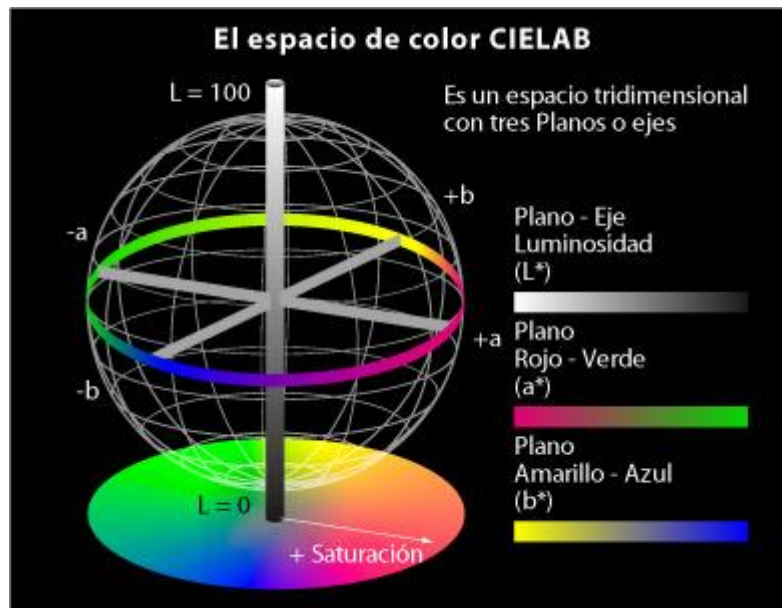 El espacio de color CIELAB
L = 100
Es un espacio tridimensional
con tres Planos o ejes
+b
-a
Plano - Eje
Luminosidad
(L*)
+a
Plano
Rojo - Verde
(a*)
-b
Plano
Amarillo - Azul
(b*)
L = 0
+ Saturación